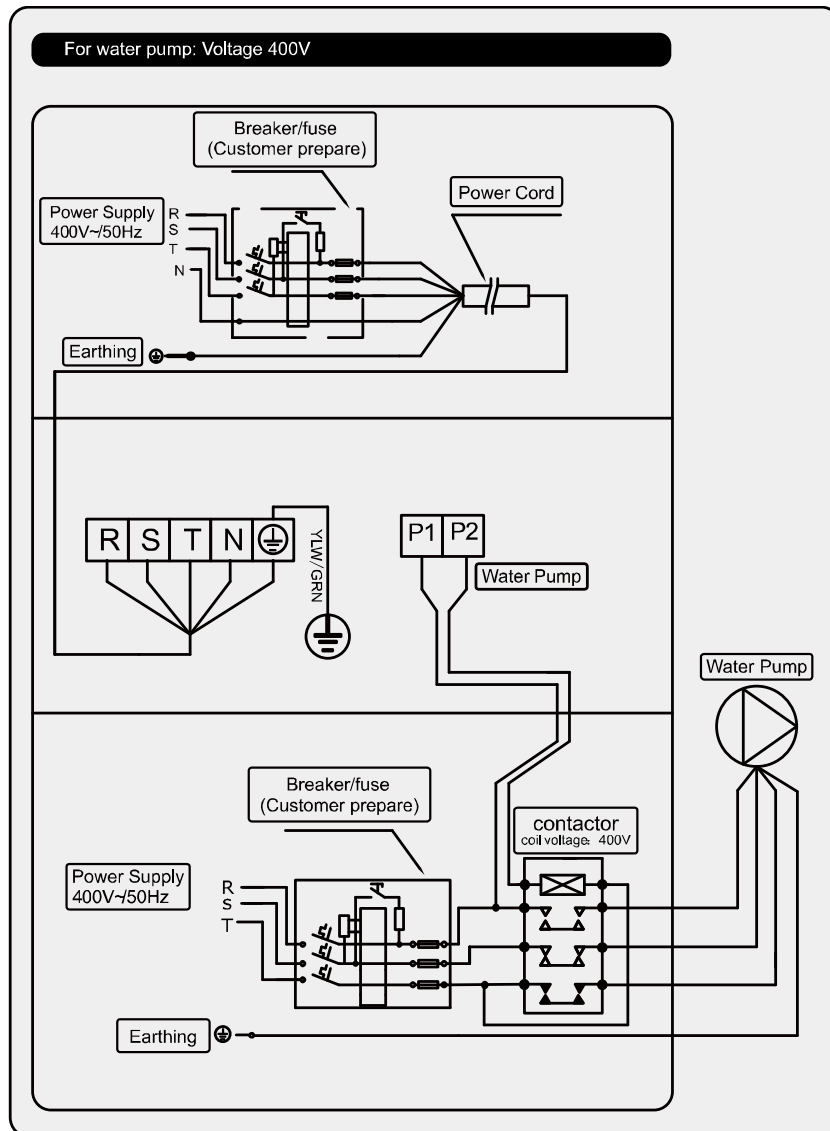 For water pump: Voltage 400V
Breaker/fuse
(Customer prepare)
Power Cord
Power Supply
400V~/50Hz
R
S
T
N
Earthing
R S T N
YLW/GRN
P1 P2
Water Pump
Water Pump
Breaker/fuse
(Customer prepare)
contactor
coil voltage: 400V
Power Supply
400V~/50Hz
R
S
T
Earthing